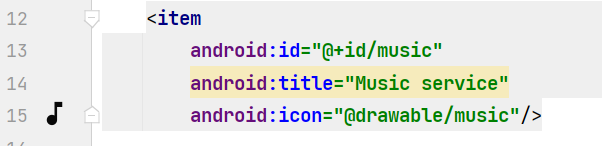 12 <item
13 android:id="@+id/music"
14 android:title="Music service"
15 android:icon="@drawable/music"/>